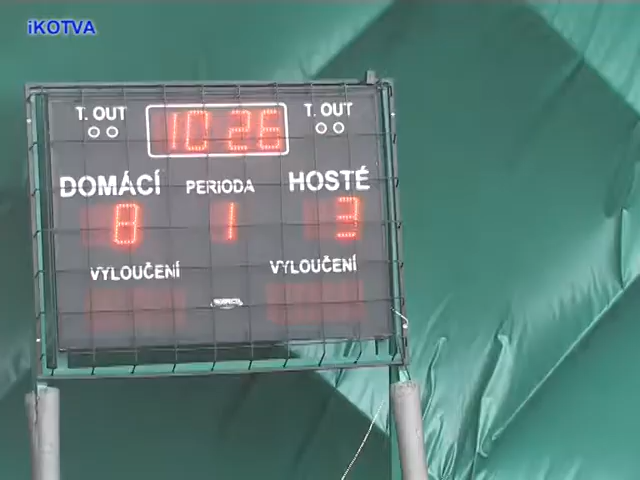 iKOTVA
T. OUT T. OUT
10 26
DOMÁCÍ PERIODA HOSTÉ
8 1 3
VYLOUČENÍ VYLOUČENÍ